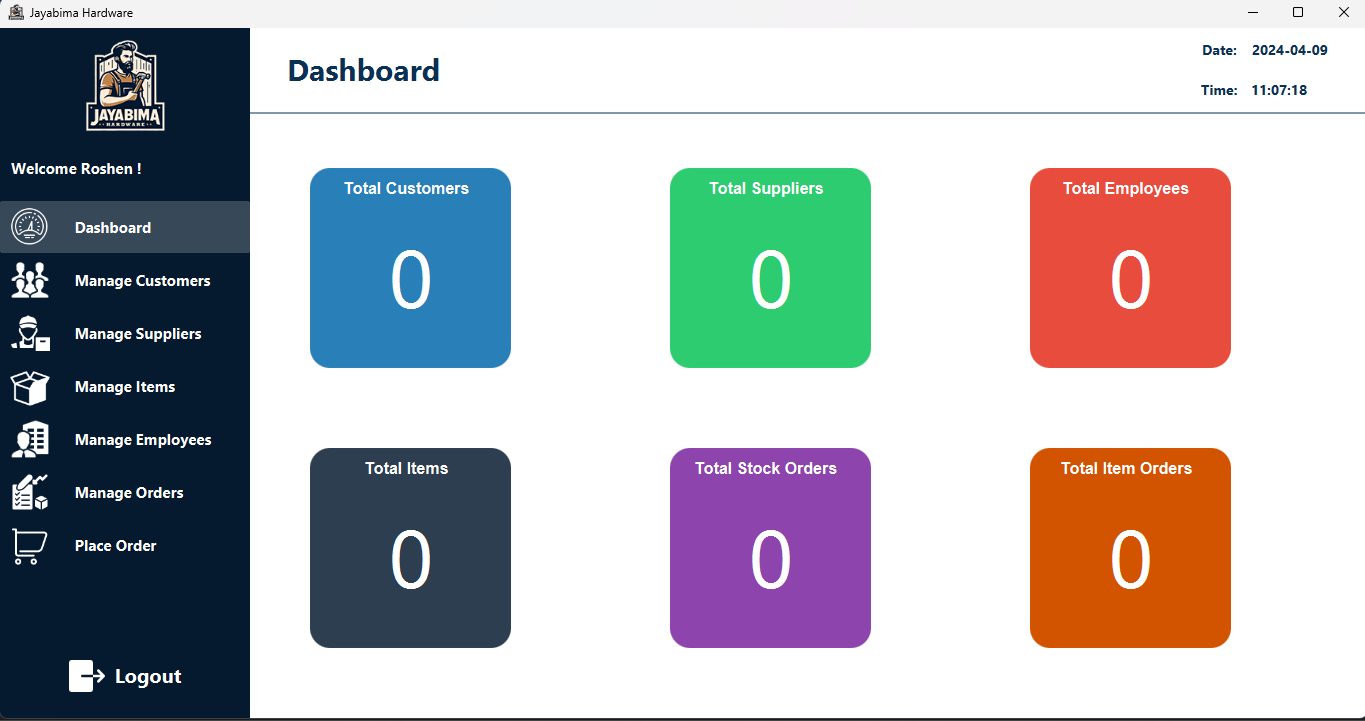 Jayabima Hardware
JAYABIMA
HARDWARE
Welcome Roshen !
Dashboard
Manage Customers
Manage Suppliers
Manage Items
Manage Employees
Manage Orders
Place Order
Logout
Dashboard
Date: 2024-04-09
Time: 11:07:18
Total Customers
0
Total Suppliers
0
Total Employees
0
Total Items
0
Total Stock Orders
0
Total Item Orders
0